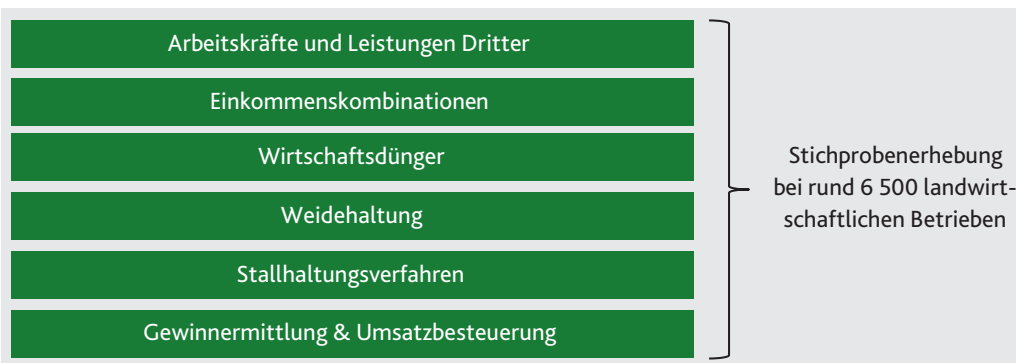 Arbeitskräfte und Leistungen Dritter
Einkommenskombinationen
Wirtschaftsdünger
Weidehaltung
Stallhaltungsverfahren
Gewinnermittlung & Umsatzbesteuerung
Stichprobenerhebung
bei rund 6 500 landwirt-
schaftlichen Betrieben